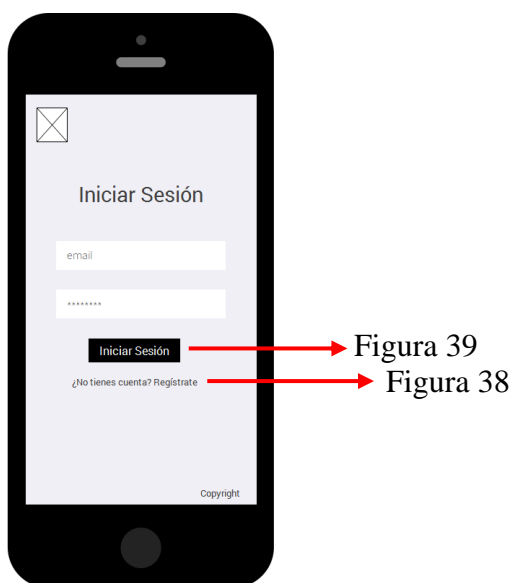 Iniciar Sesión
email
********
Iniciar Sesión
Figura 39
¿No tienes cuenta? Regístrate
Figura 38
Copyright